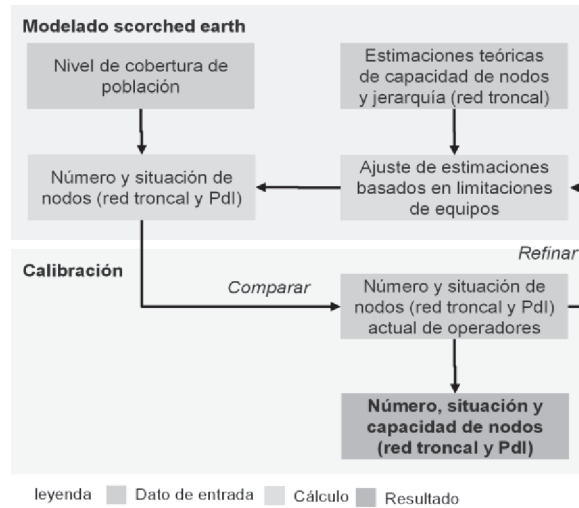 Modelado scorched earth
Nivel de cobertura de
población
Estimaciones teóricas
de capacidad de nodos
y jerarquía (red troncal)
Número y situación de
nodos (red troncal y PdI)
Ajuste de estimaciones
basados en limitaciones
de equipos
Refinar
Calibración
Comparar
Número y situación de
nodos (red troncal y PdI)
actual de operadores
Número, situación y
capacidad de nodos
(red troncal y PdI)
leyenda
Dato de entrada
Cálculo
Resultado